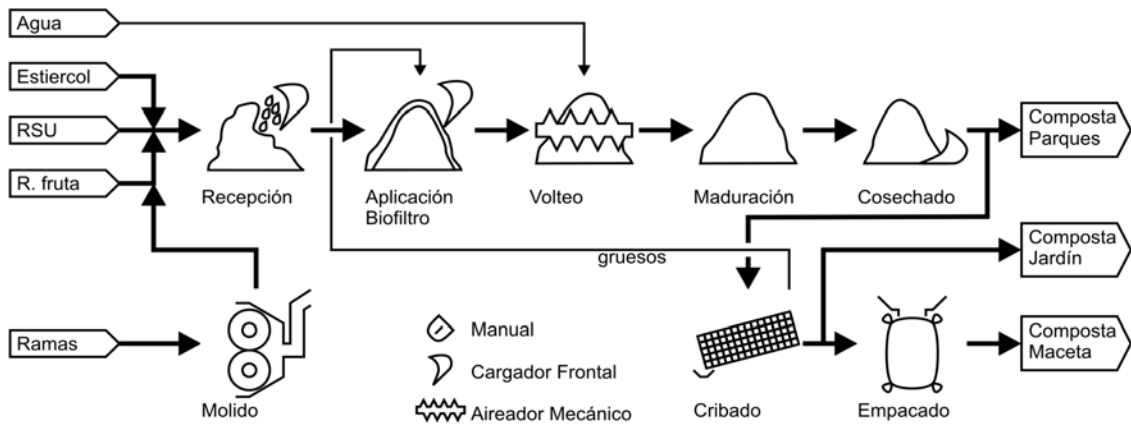 Agua
Estiercol
RSU
R. fruta
Recepción
Aplicación
Biofiltro
Volteo
Maduración
Cosechado
Composta
Parques
gruesos
Composta
Jardín
Ramas
Molido
Manual
Cargador Frontal
Aireador Mecánico
Cribado
Empacado
Composta
Maceta